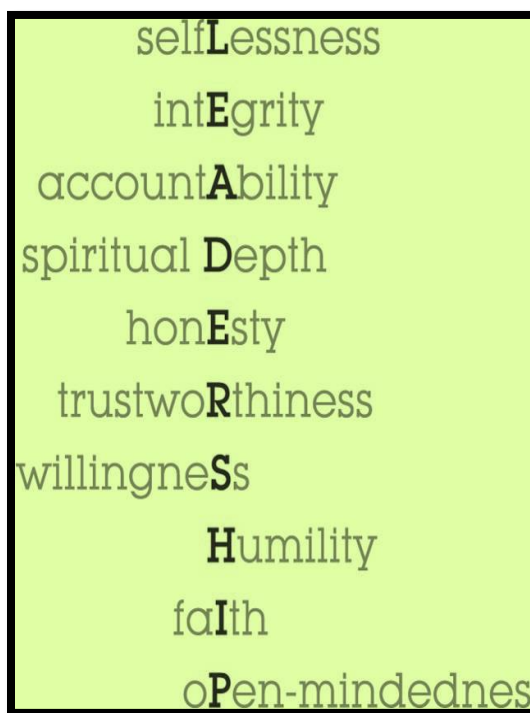 selfLessness
intEgrity
accountAbility
spiritual Depth
honEsty
trustwoRthiness
willingneSs
Humility
faIth
oPen-mindednes